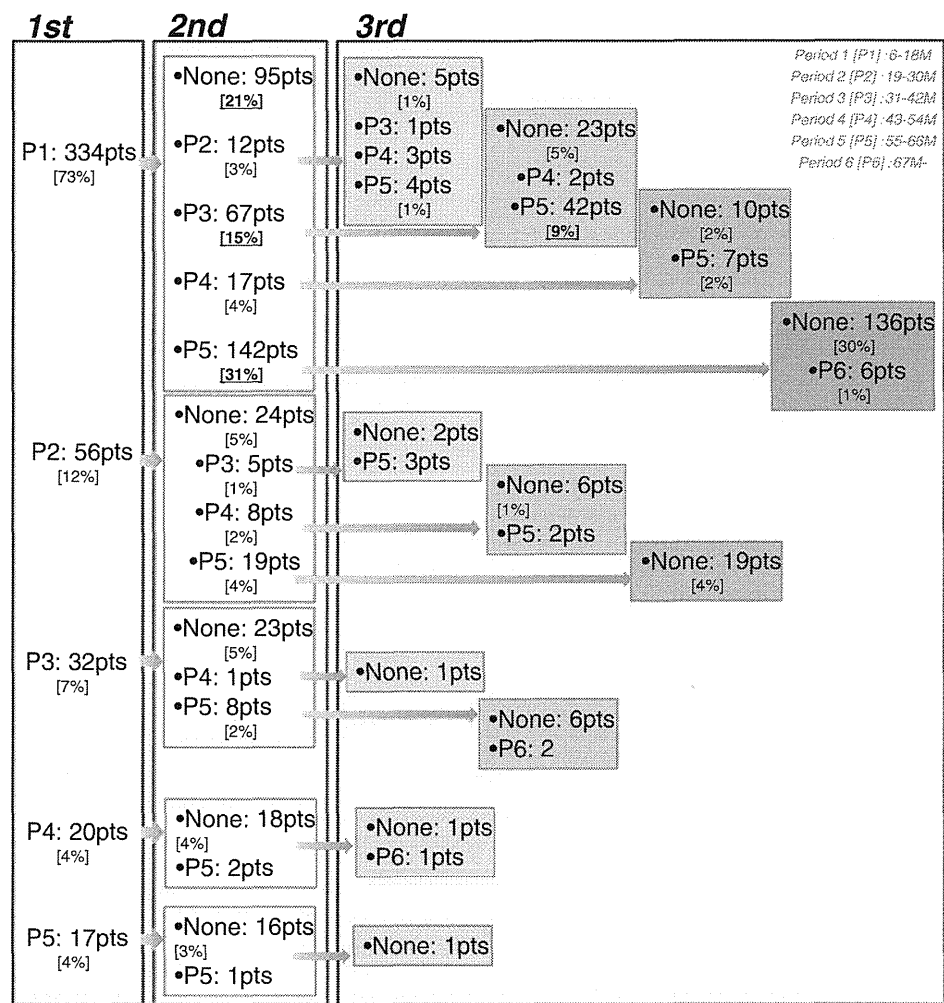 1st
2nd
3rd
Period 1 [P1] :6-18M
Period 2 [P2] :19-30M
Period 3 [P3] :31-42M
Period 4 [P4] :43-54M
Period 5 [P5] :55-66M
Period 6 [P6] :67M-
P1: 334pts
[73%]
•None: 95pts
[21%]
•P2: 12pts
[3%]
•P3: 67pts
[15%]
•P4: 17pts
[4%]
•P5: 142pts
[31%]
•None: 5pts
[1%]
•P3: 1pts
•P4: 3pts
•P5: 4pts
[1%]
•None: 23pts
[5%]
•P4: 2pts
•P5: 42pts
[9%]
•None: 10pts
[2%]
•P5: 7pts
[2%]
•None: 136pts
[30%]
•P6: 6pts
[1%]
P2: 56pts
[12%]
•None: 24pts
[5%]
•P3: 5pts
[1%]
•P4: 8pts
[2%]
•P5: 19pts
[4%]
•None: 2pts
•P5: 3pts
•None: 6pts
[1%]
•P5: 2pts
•None: 19pts
[4%]
P3: 32pts
[7%]
•None: 23pts
[5%]
•P4: 1pts
•P5: 8pts
[2%]
•None: 1pts
•None: 6pts
•P6: 2
P4: 20pts
[4%]
•None: 18pts
[4%]
•P5: 2pts
•None: 1pts
•P6: 1pts
P5: 17pts
[4%]
•None: 16pts
[3%]
•P5: 1pts
•None: 1pts